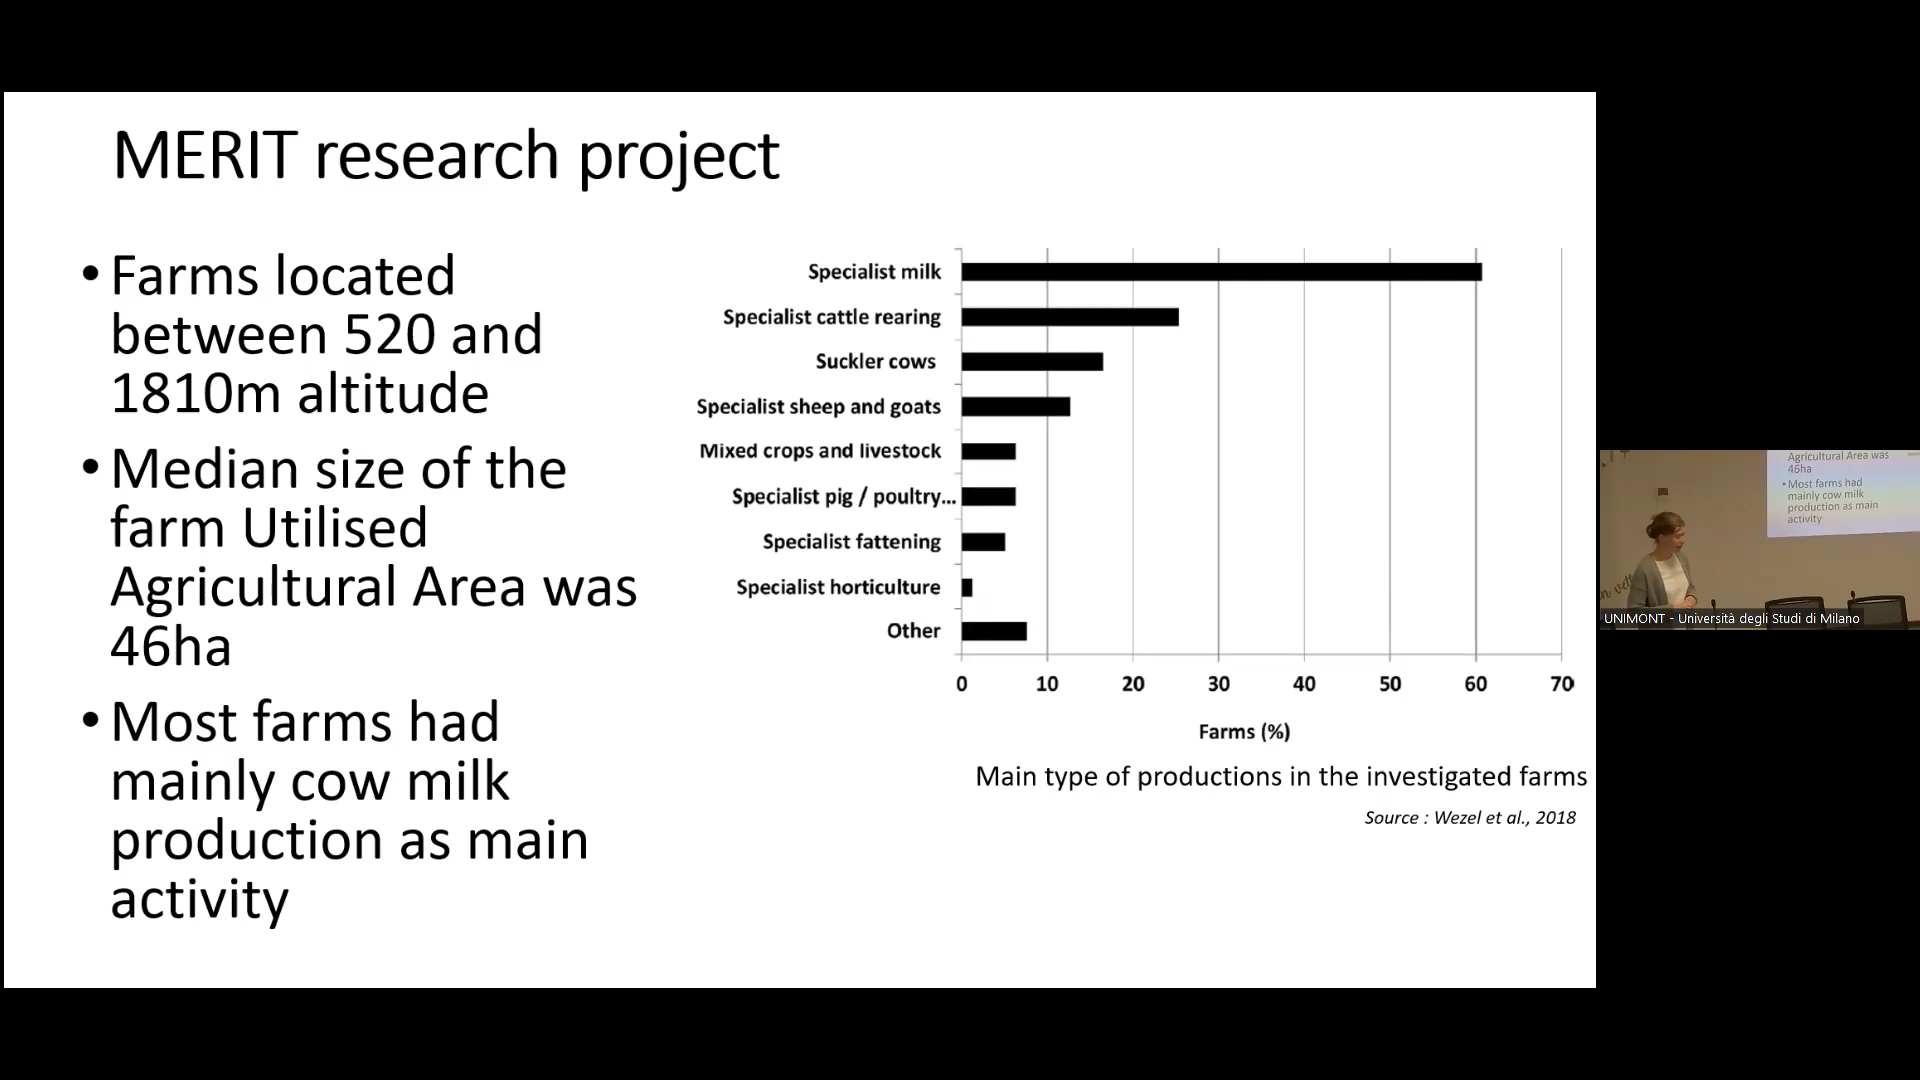 MERIT research project
• Farms located
between 520 and
1810m altitude
• Median size of the
farm Utilised
Agricultural Area was
46ha
• Most farms had
mainly cow milk
production as main
activity
Specialist milk
Specialist cattle rearing
Suckler cows
Specialist sheep and goats
Mixed crops and livestock
Specialist pig / poultry...
Specialist fattening
Specialist horticulture
Other
0 10 20 30 40 50 60 70
Farms (%)
Main type of productions in the investigated farms
Source : Wezel et al., 2018
Agricultural Area was
46ha
• Most farms had
mainly cow milk
production as main
activity
UNIMONT - Università degli Studi di Milano